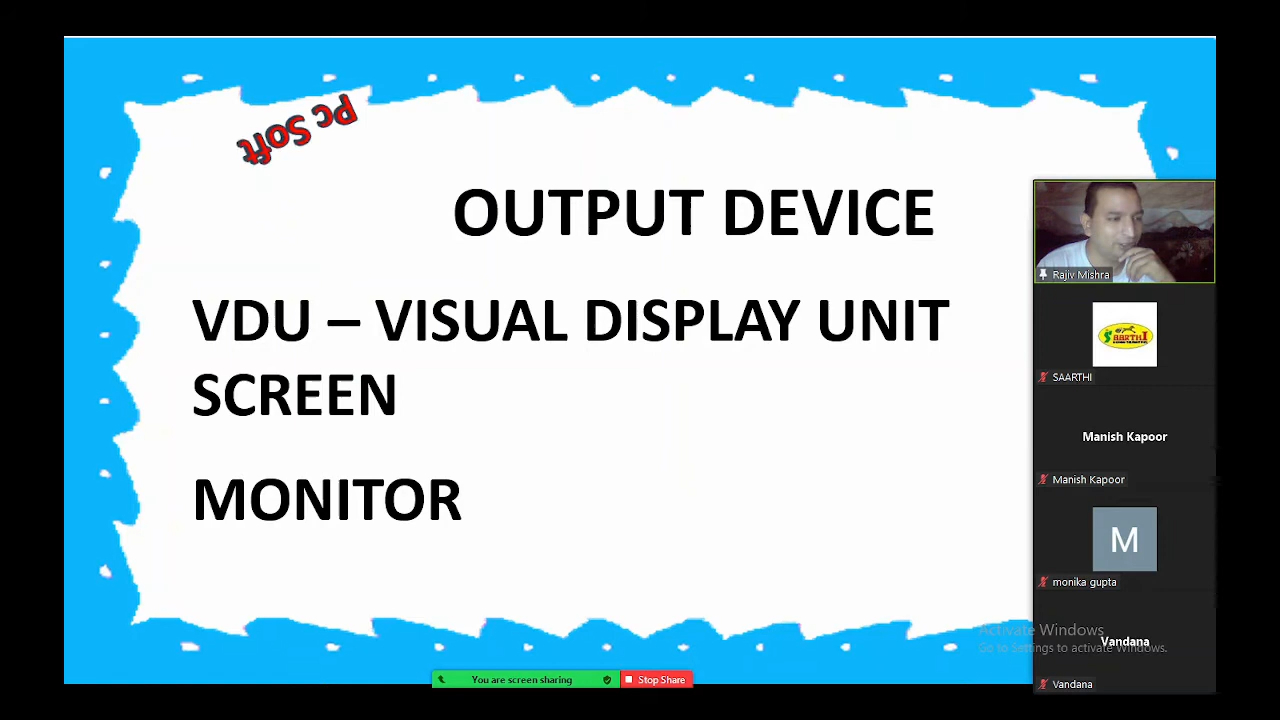 Pc Soft
OUTPUT DEVICE
VDU – VISUAL DISPLAY UNIT
SCREEN
MONITOR
Rajiv Mishra
SAARTHI
SAARTHI
Manish Kapoor
Manish Kapoor
M
monika gupta
Activate Windows
Go to Settings to activate Windows.
Vandana
Vandana
You are screen sharing
Stop Share